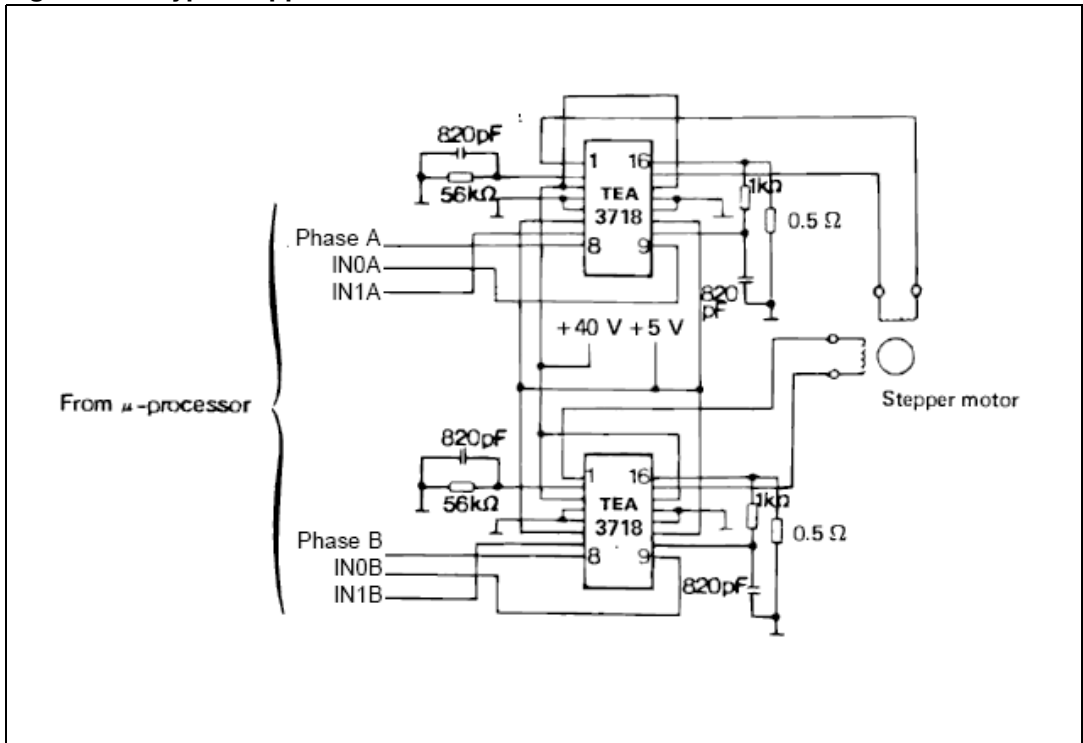 820pF
56kΩ
1 16
TEA
3718
8 9
1kΩ
0.5 Ω
820
pF
Phase A
IN0A
IN1A
+40 V +5 V
From μ-processor
Stepper motor
820pF
56kΩ
1 16
TEA
3718
8 9
1kΩ
0.5 Ω
820pF
Phase B
IN0B
IN1B